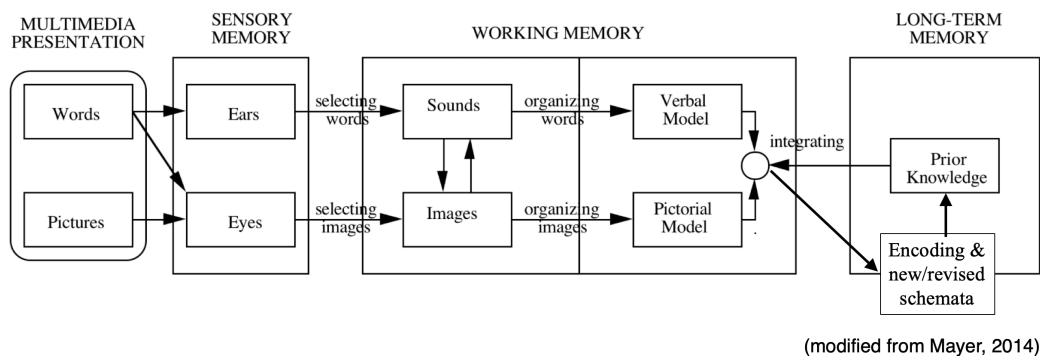 MULTIMEDIA
PRESENTATION
SENSORY
MEMORY
WORKING MEMORY
LONG-TERM
MEMORY
Words
Ears
selecting
words
Sounds
organizing
words
Verbal
Model
integrating
Prior
Knowledge
Pictures
Eyes
selecting
images
Images
organizing
images
Pictorial
Model
Encoding &
new/revised
schemata
(modified from Mayer, 2014)